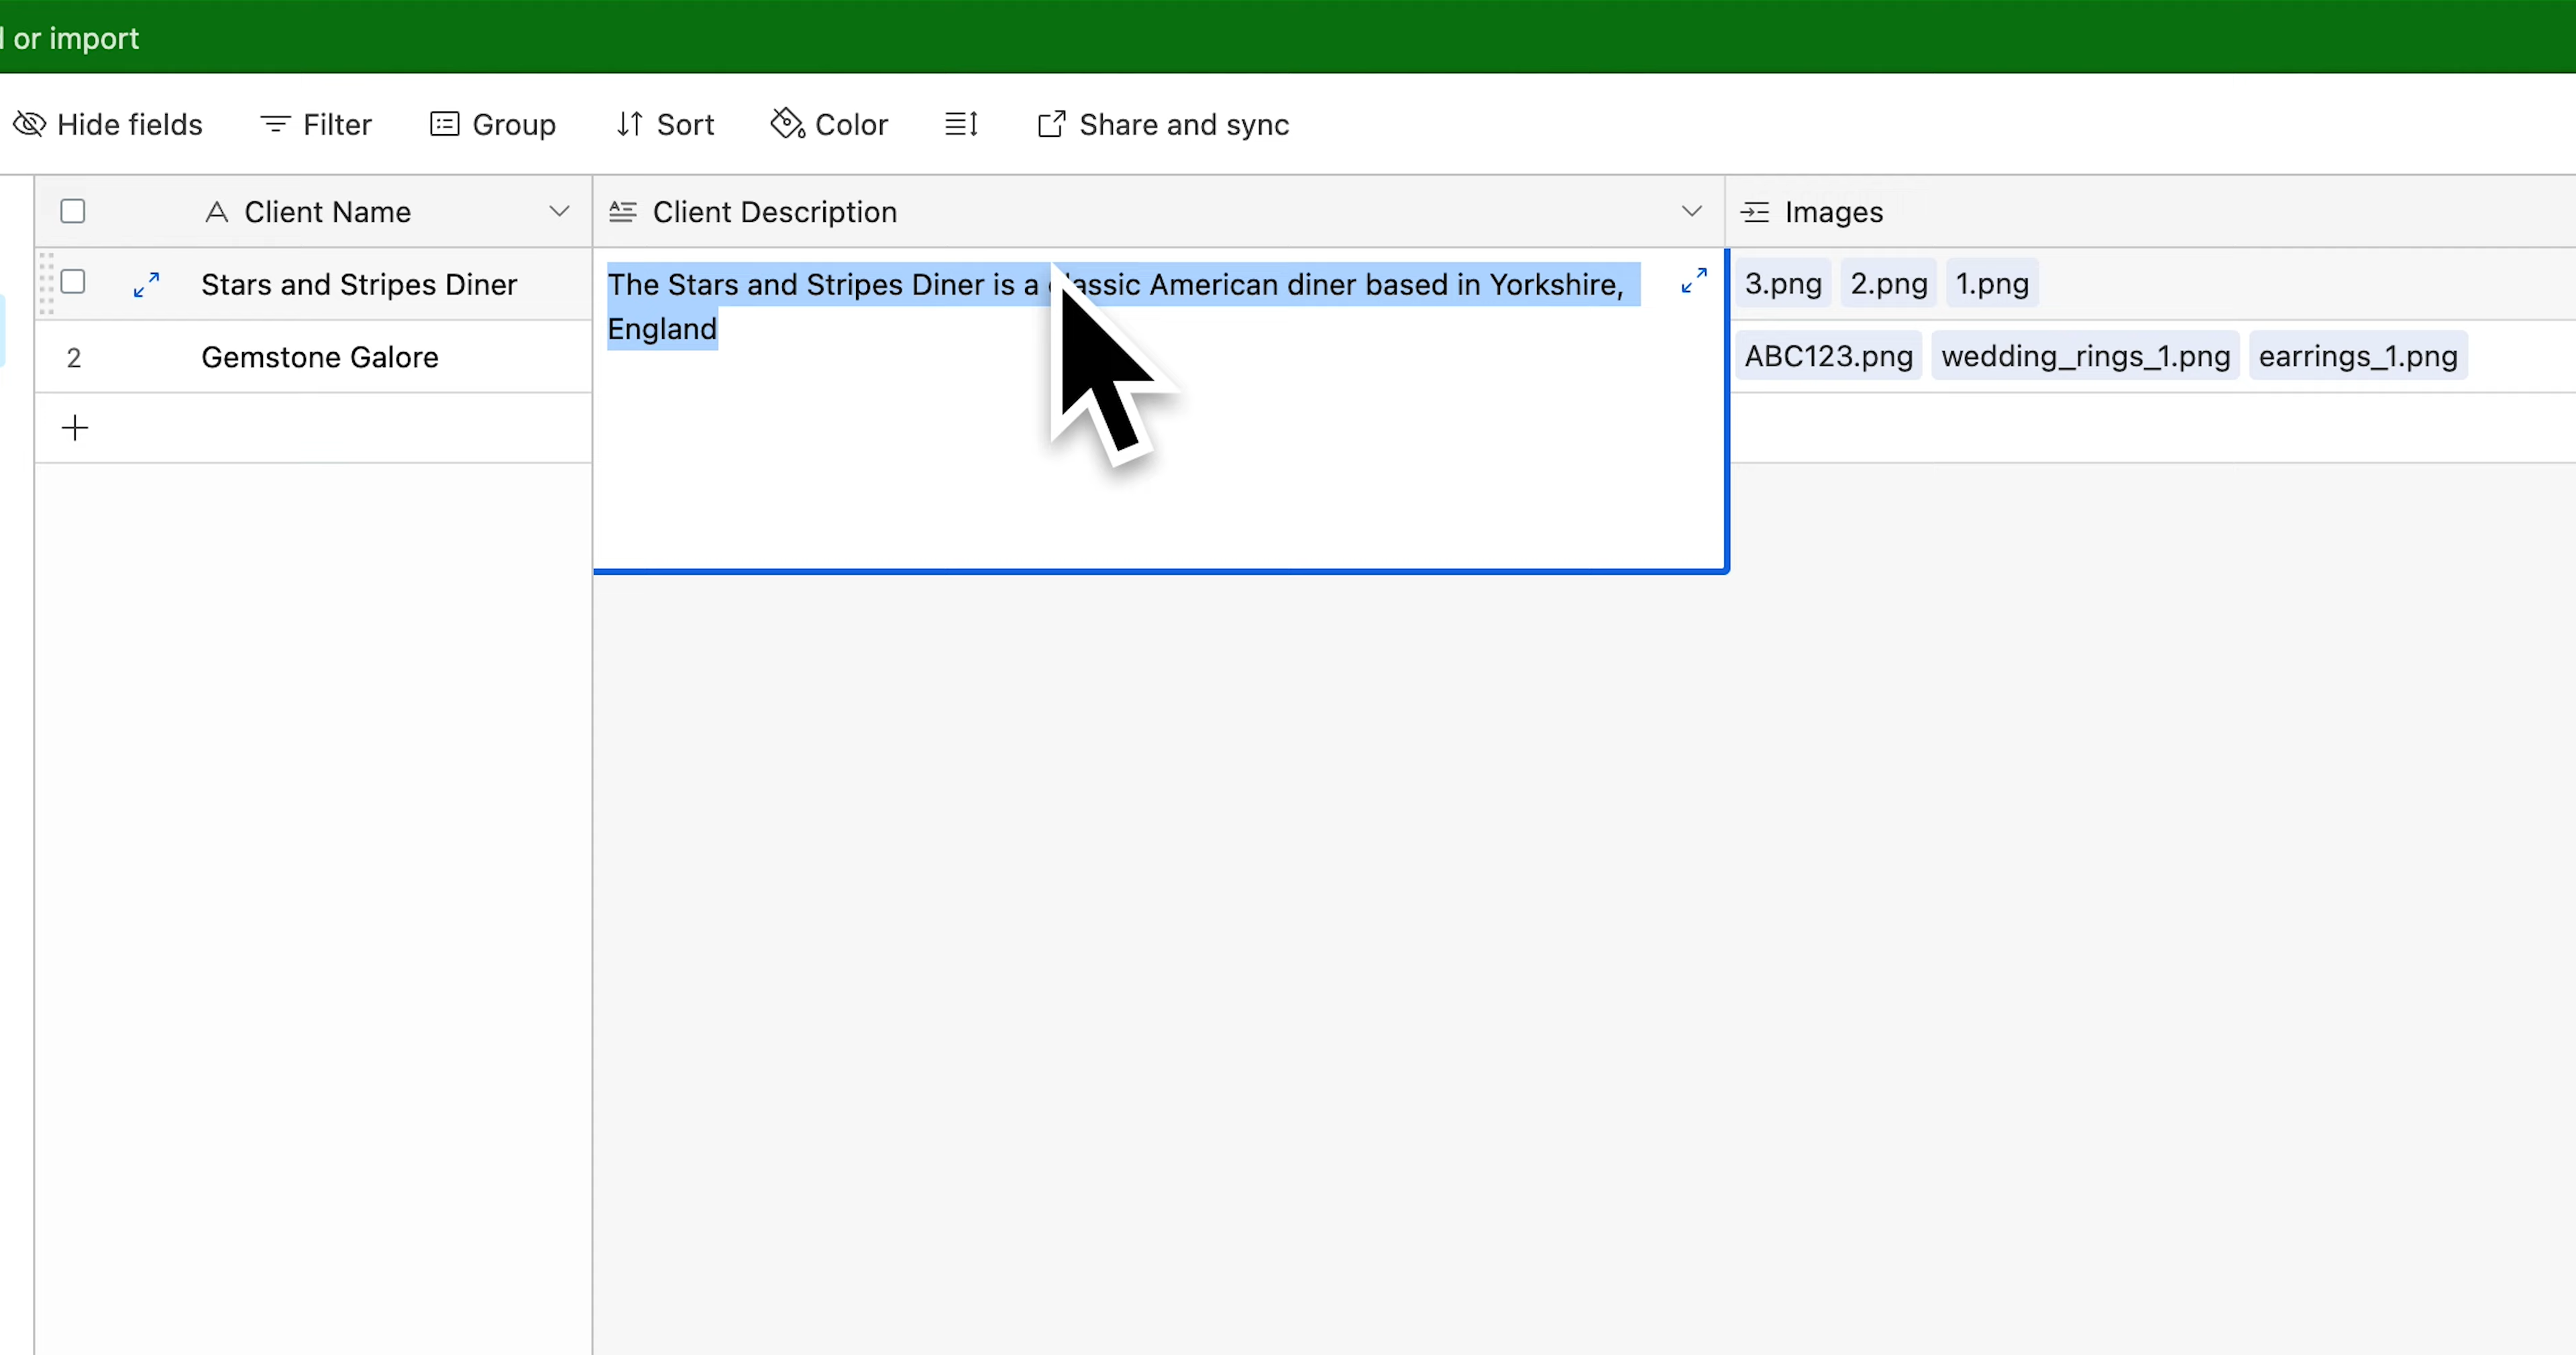 or import
Hide fields Filter Group Sort Color Share and sync
Client Name Client Description Images
Stars and Stripes Diner The Stars and Stripes Diner is a classic American diner based in Yorkshire, 3.png 2.png 1.png
England
2 Gemstone Galore ABC123.png wedding_rings_1.png earrings_1.png